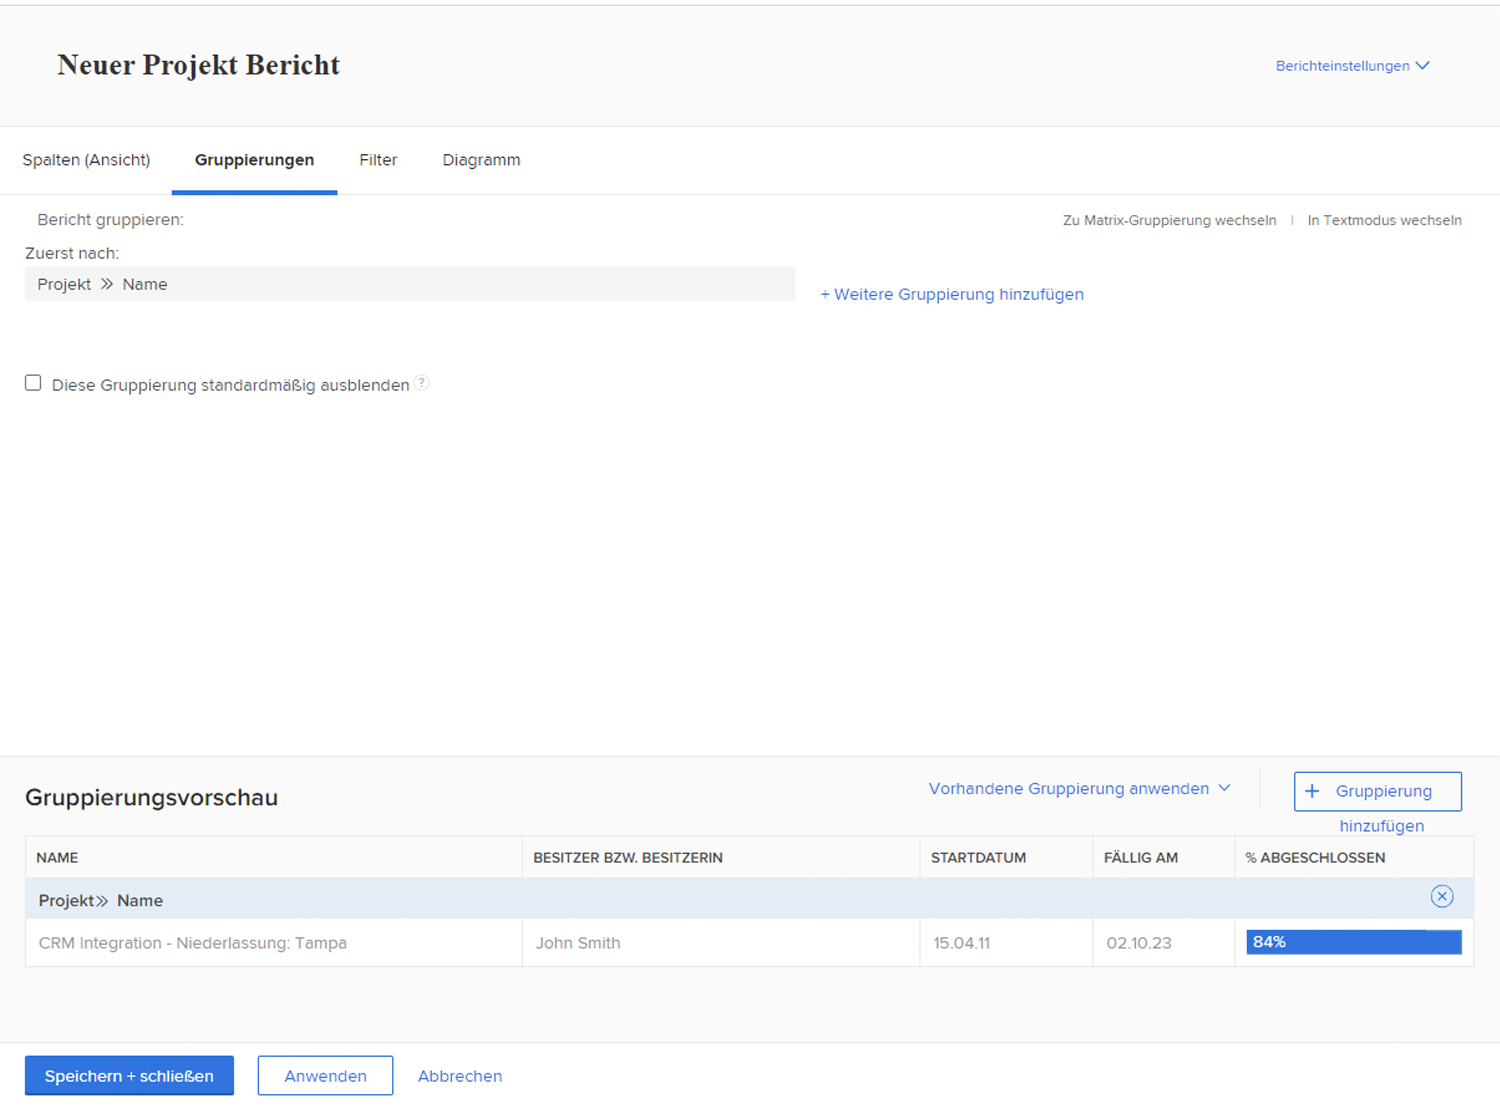 Neuer Projekt Bericht
Berichteinstellungen
Spalten (Ansicht) Gruppierungen Filter Diagramm
Bericht gruppieren:
Zu Matrix-Gruppierung wechseln | In Textmodus wechseln
Zuerst nach:
Projekt » Name
+ Weitere Gruppierung hinzufügen
Diese Gruppierung standardmäßig ausblenden ?
Gruppierungsvorschau
Vorhandene Gruppierung anwenden
+ Gruppierung
hinzufügen
NAME BESITZER BZW. BESITZERIN STARTDATUM FÄLLIG AM % ABGESCHLOSSEN
Projekt» Name
CRM Integration - Niederlassung: Tampa John Smith 15.04.11 02.10.23 84%
Speichern + schließen Anwenden Abbrechen